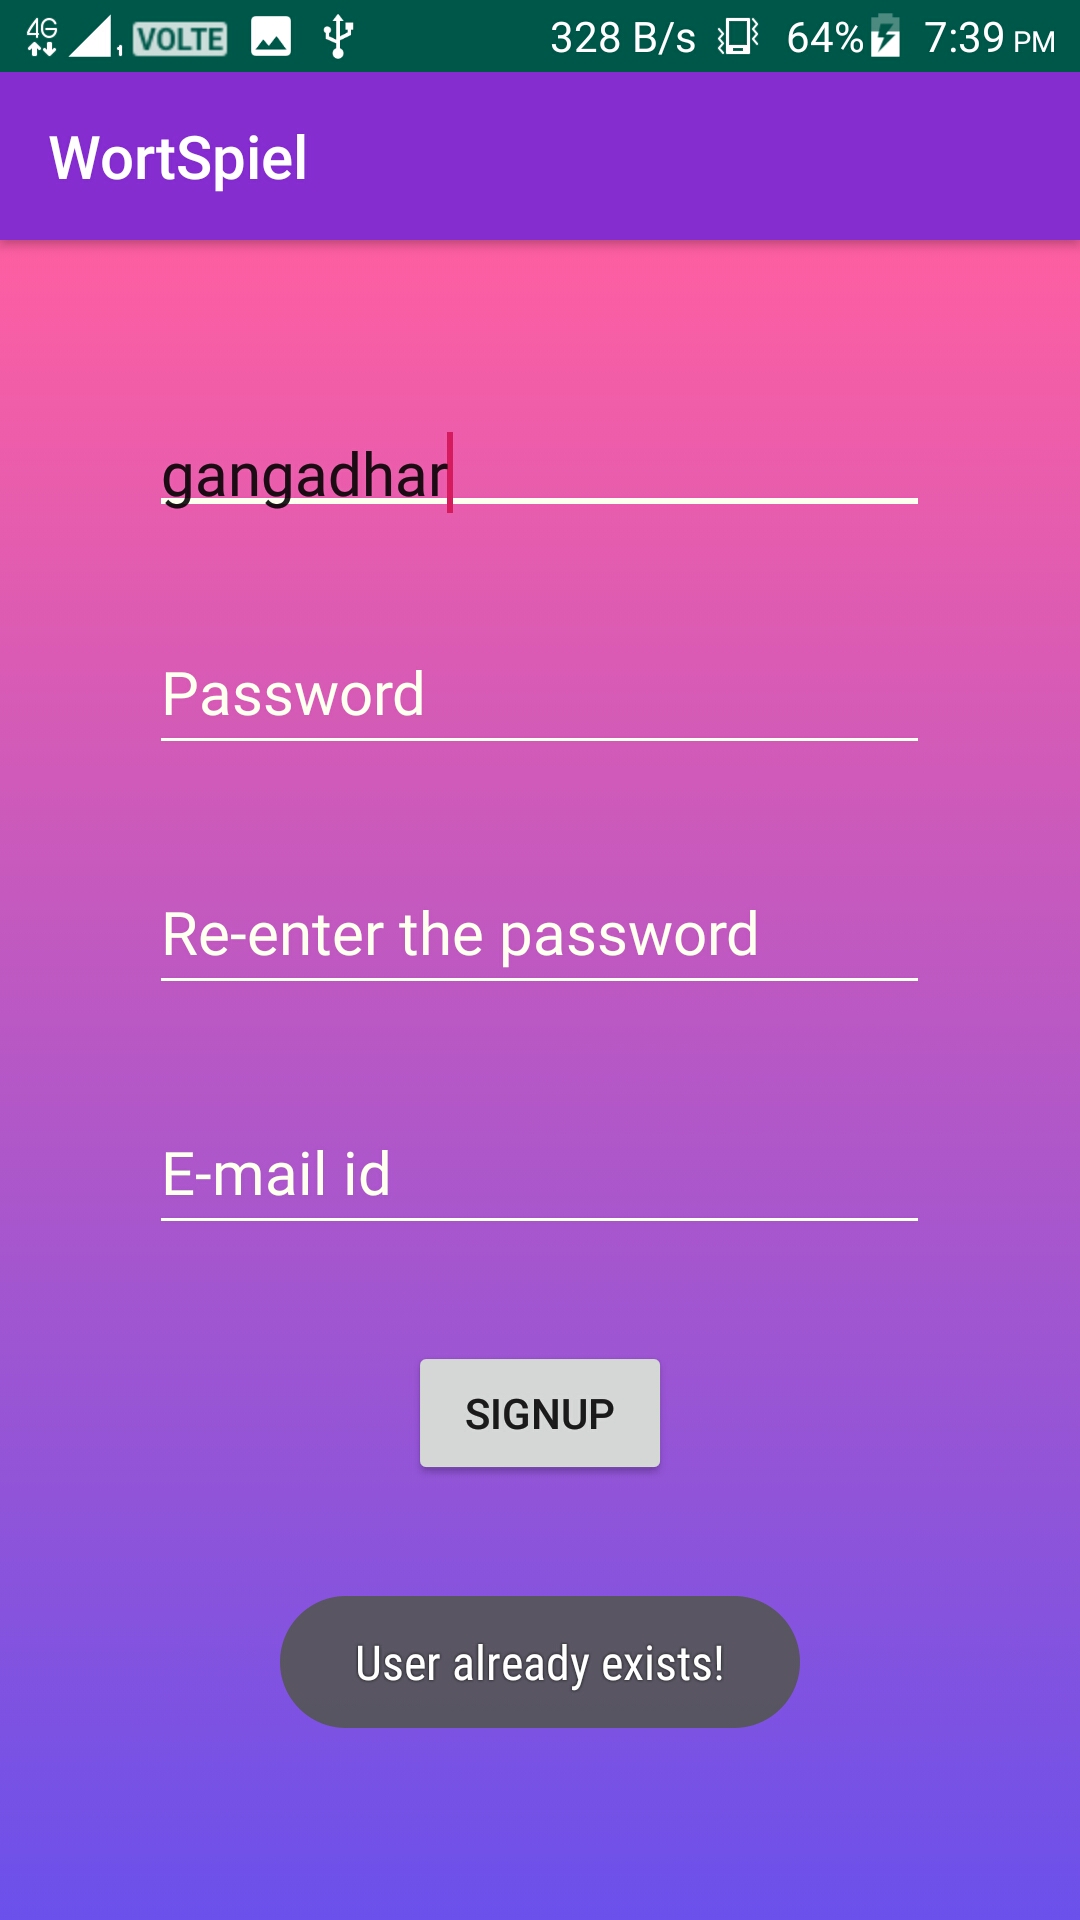 4G 1 VOLTE 328 B/s 64% 7:39 PM
WortSpiel
gangadhar
Password
Re-enter the password
E-mail id
SIGNUP
User already exists!